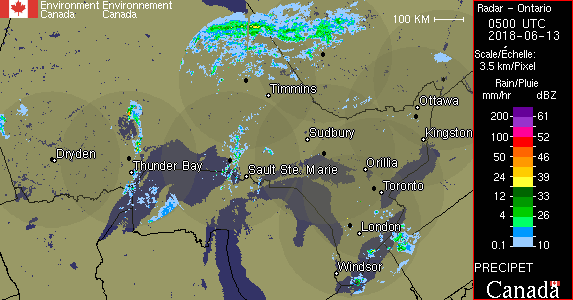 Environment Environnement
Canada Canada
100 KM
Timmins
Ottawa
Sudbury
Kingston
Dryden
Thunder Bay
Sault Ste. Marie
Orillia
Toronto
London
Windsor
Radar - Ontario
0500 UTC
2018-06-13
Scale/Échelle:
3.5 km/Pixel
Rain/Pluie
mm/hr dBZ
200 61
100 52
50 46
24 39
12 33
4 26
0.1 10
PRECIPET
Canada